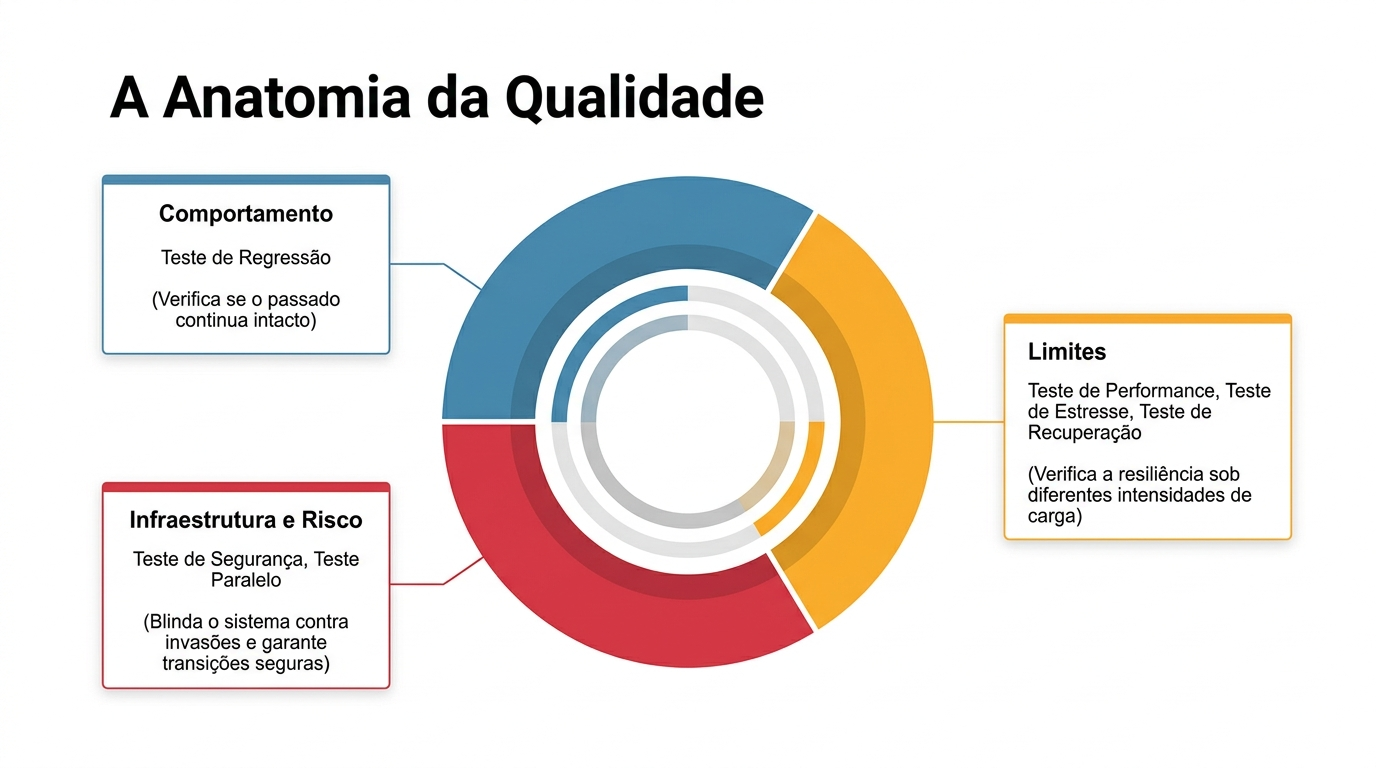 A Anatomia da Qualidade
Comportamento
Teste de Regressão
(Verifica se o passado
continua intacto)
Infraestrutura e Risco
Teste de Segurança, Teste
Paralelo
(Blinda o sistema contra
invasões e garante
transições seguras)
Limites
Teste de Performance, Teste
de Estresse, Teste de
Recuperação
(Verifica a resiliência sob
diferentes intensidades de
carga)